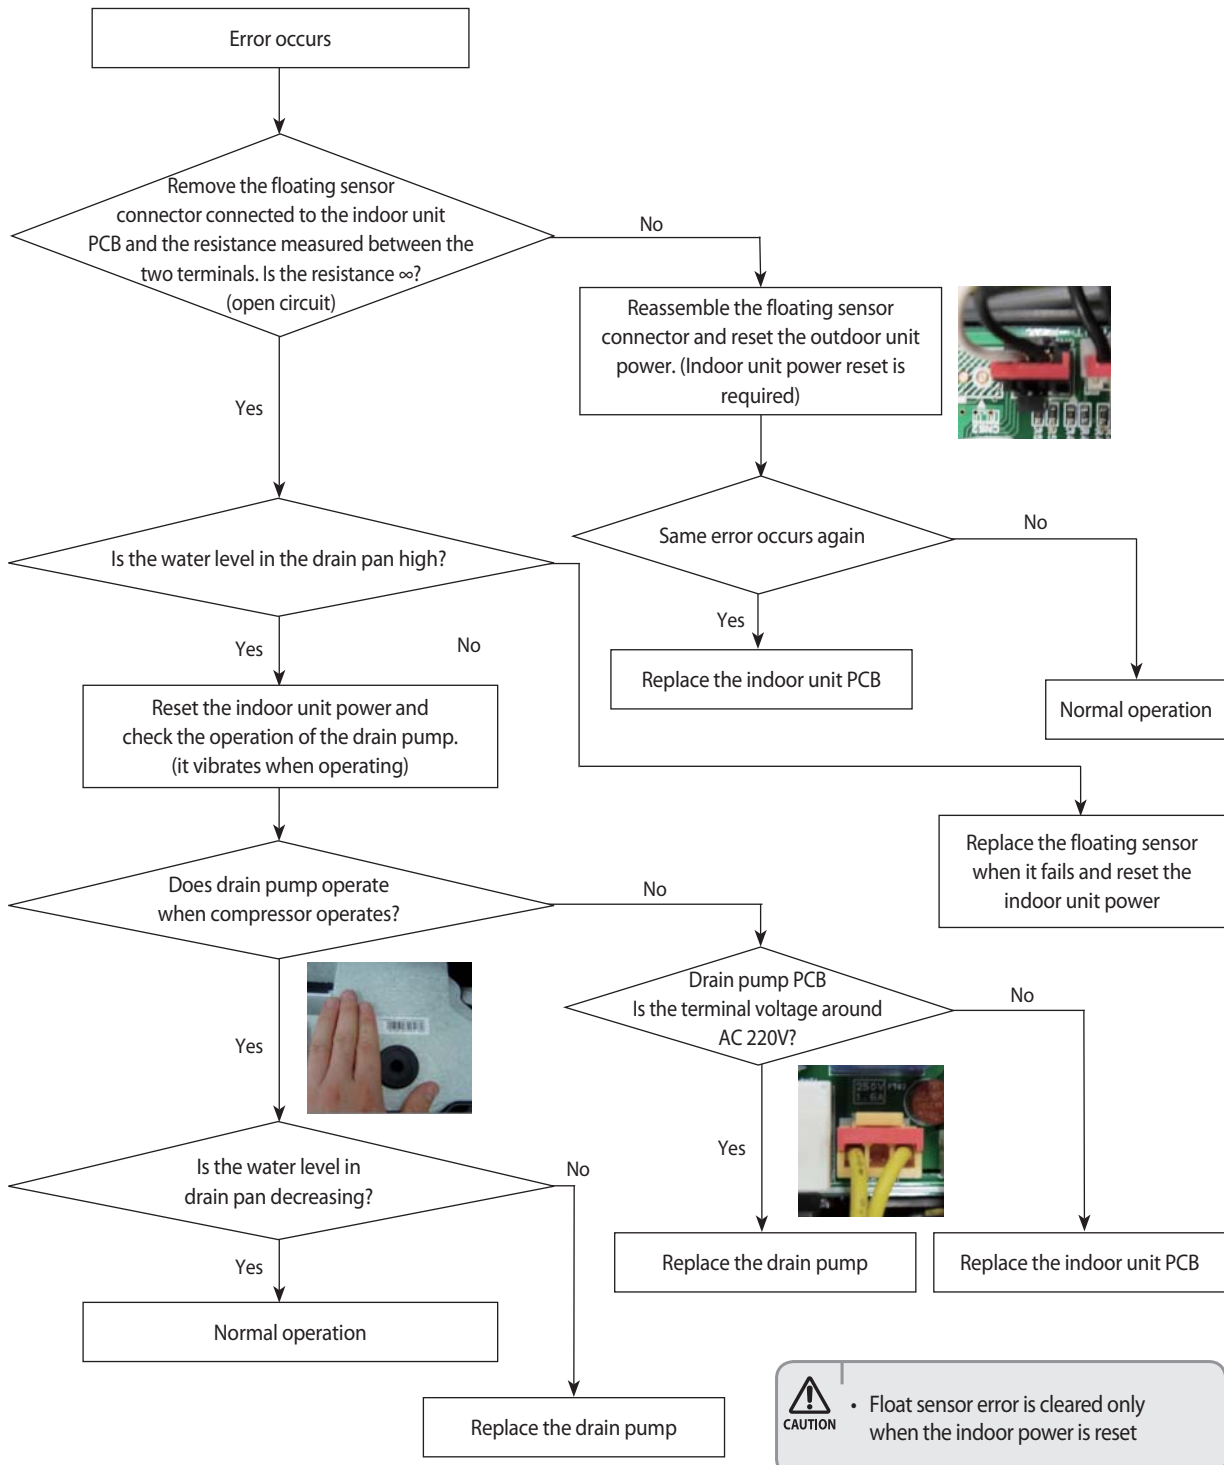 Error occurs
Remove the floating sensor
connector connected to the indoor unit
PCB and the resistance measured between the
two terminals. Is the resistance ∞?
(open circuit)
No
Reassemble the floating sensor
connector and reset the outdoor unit
power. (Indoor unit power reset is
required)
Yes
Same error occurs again
No
Is the water level in the drain pan high?
Yes
Replace the indoor unit PCB
Yes
No
Normal operation
Reset the indoor unit power and
check the operation of the drain pump.
(it vibrates when operating)
Replace the floating sensor
when it fails and reset the
indoor unit power
Does drain pump operate
when compressor operates?
No
Drain pump PCB
Is the terminal voltage around
AC 220V?
No
Yes
250V
1.6A
Yes
Is the water level in
drain pan decreasing?
No
Replace the drain pump
Replace the indoor unit PCB
Yes
Normal operation
Replace the drain pump
CAUTION
• Float sensor error is cleared only
when the indoor power is reset